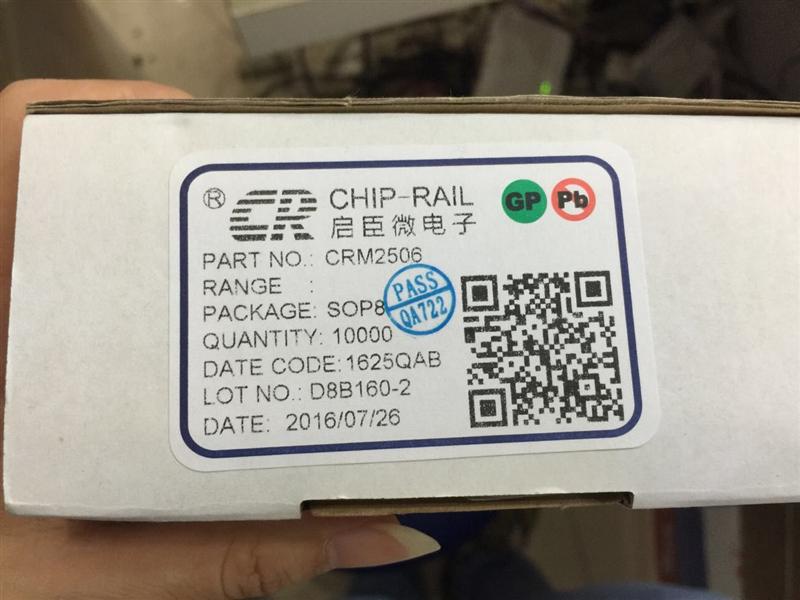 ® CR CHIP-RAIL
启臣微电子
GP
Pb
PART NO.: CRM2506
RANGE :
PACKAGE: SOP8
PASS
QA722
QUANTITY: 10000
DATE CODE:1625QAB
LOT NO.: D8B160-2
DATE: 2016/07/26